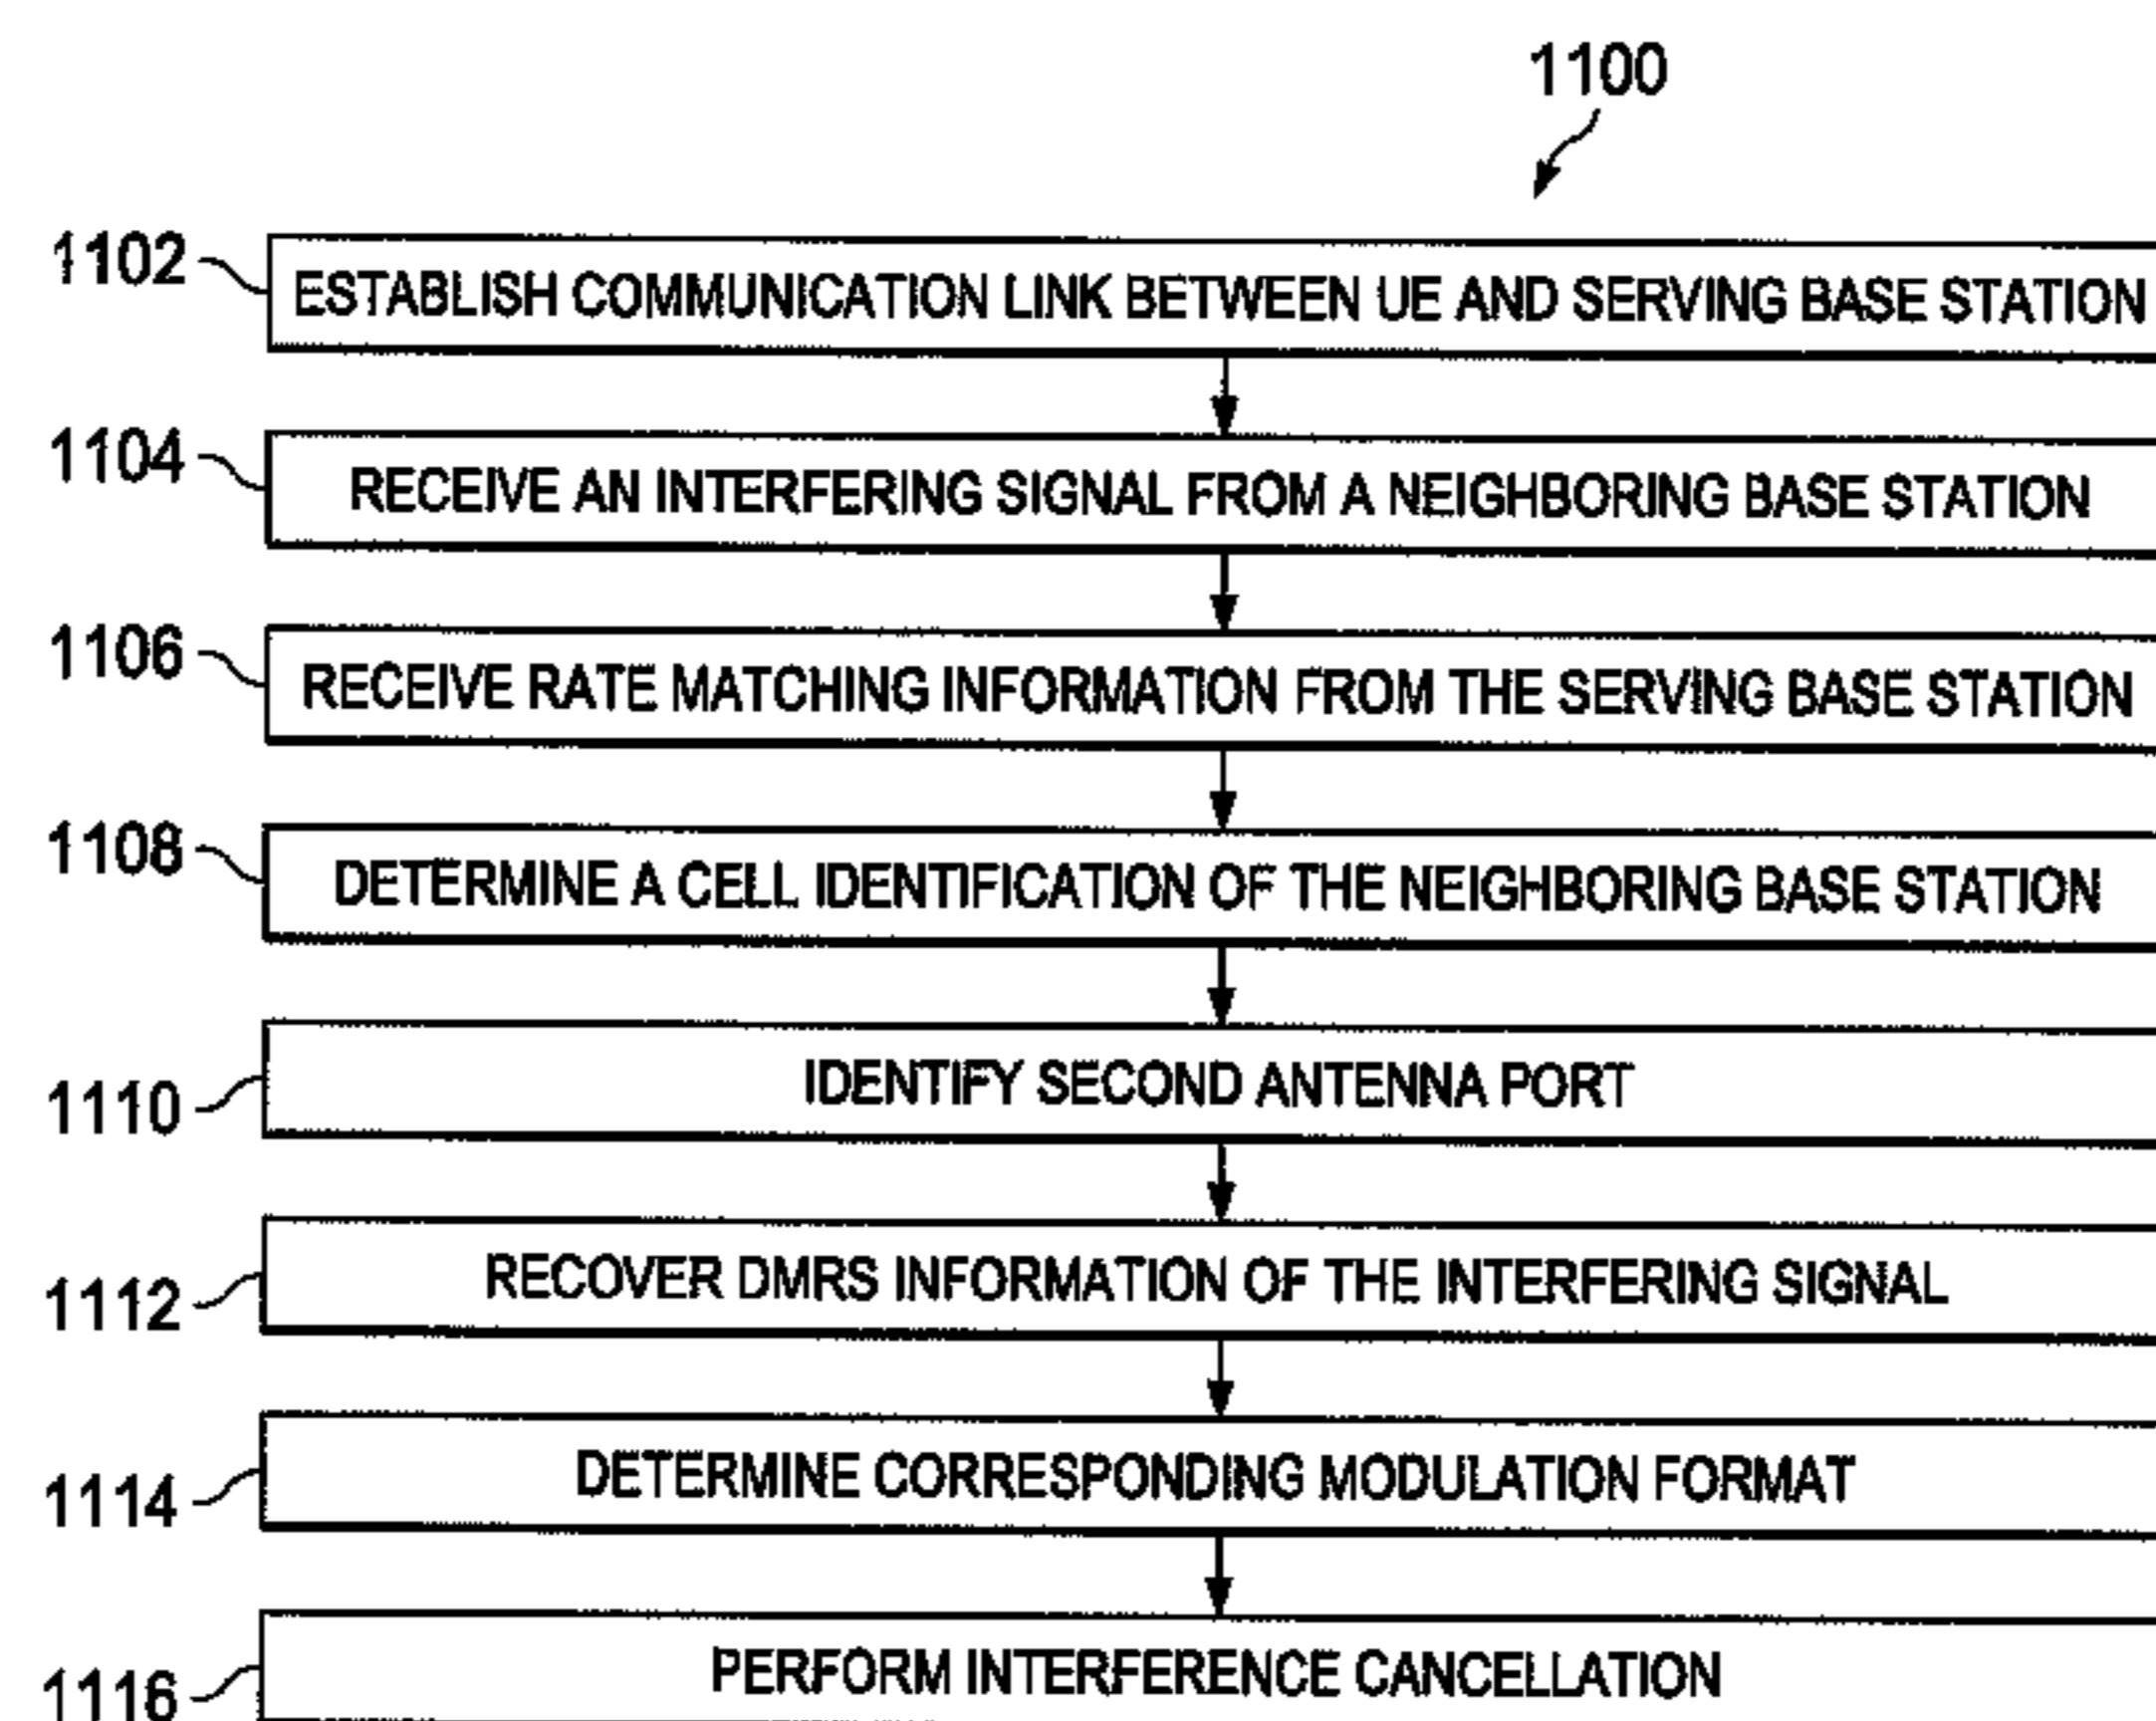 1100
1102
ESTABLISH COMMUNICATION LINK BETWEEN UE AND SERVING BASE STATION
1104
RECEIVE AN INTERFERING SIGNAL FROM A NEIGHBORING BASE STATION
1106
RECEIVE RATE MATCHING INFORMATION FROM THE SERVING BASE STATION
1108
DETERMINE A CELL IDENTIFICATION OF THE NEIGHBORING BASE STATION
1110
IDENTIFY SECOND ANTENNA PORT
1112
RECOVER DMRS INFORMATION OF THE INTERFERING SIGNAL
1114
DETERMINE CORRESPONDING MODULATION FORMAT
1116
PERFORM INTERFERENCE CANCELLATION